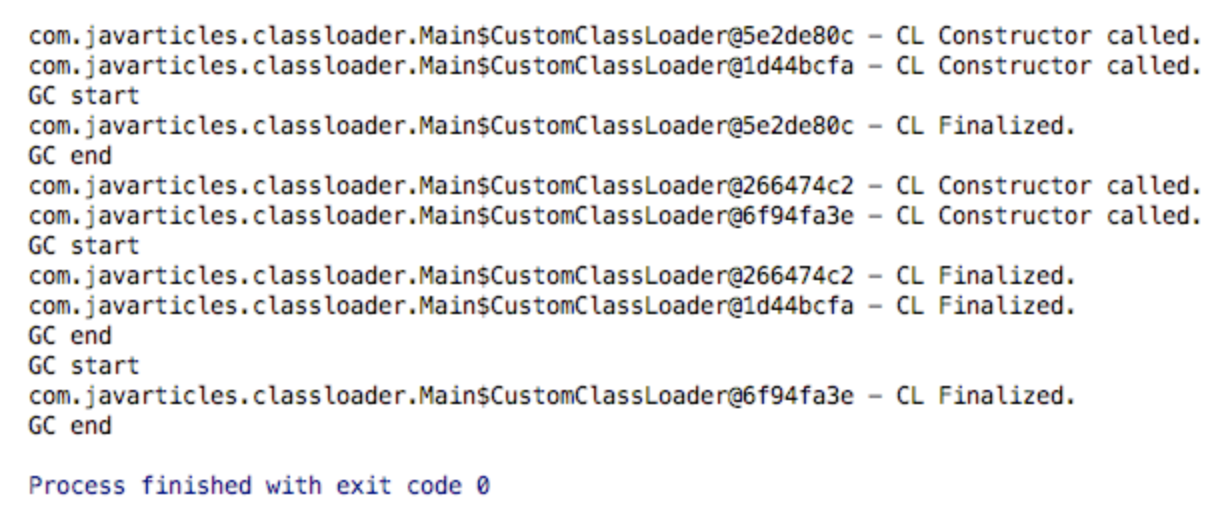 com.javarticles.classloader.Main$CustomClassLoader@5e2de80c – CL Constructor called.
com.javarticles.classloader.Main$CustomClassLoader@1d44bcfa – CL Constructor called.
GC start
com.javarticles.classloader.Main$CustomClassLoader@5e2de80c – CL Finalized.
GC end
com.javarticles.classloader.Main$CustomClassLoader@266474c2 – CL Constructor called.
com.javarticles.classloader.Main$CustomClassLoader@6f94fa3e – CL Constructor called.
GC start
com.javarticles.classloader.Main$CustomClassLoader@266474c2 – CL Finalized.
com.javarticles.classloader.Main$CustomClassLoader@1d44bcfa – CL Finalized.
GC end
GC start
com.javarticles.classloader.Main$CustomClassLoader@6f94fa3e – CL Finalized.
GC end
Process finished with exit code 0